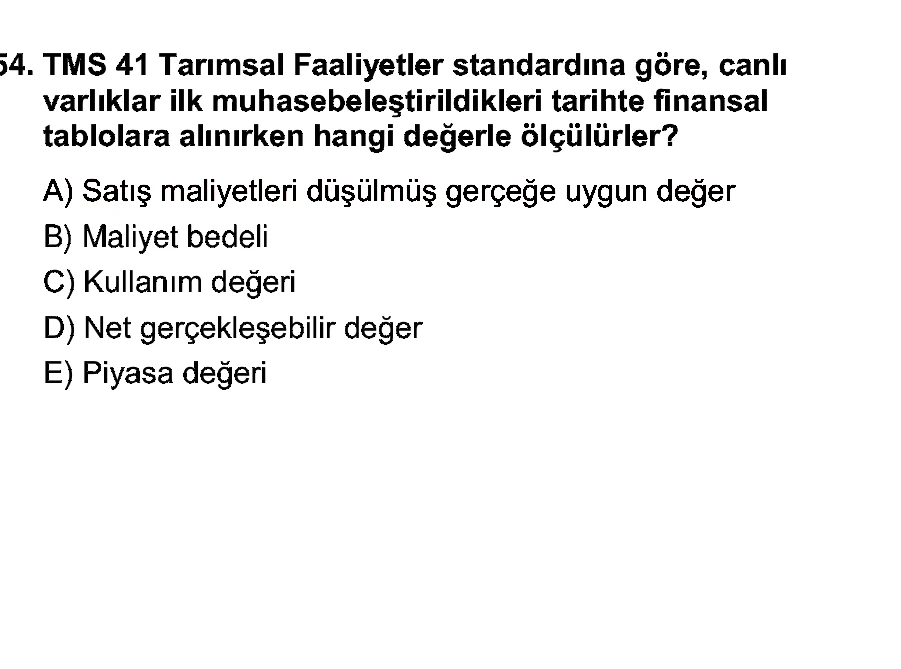 54. TMS 41 Tarımsal Faaliyetler standardına göre, canlı
varlıklar ilk muhasebeleştirildikleri tarihte finansal
tablolara alınırken hangi değerle ölçülürler?
A) Satış maliyetleri düşülmüş gerçeğe uygun değer
B) Maliyet bedeli
C) Kullanım değeri
D) Net gerçekleşebilir değer
E) Piyasa değeri